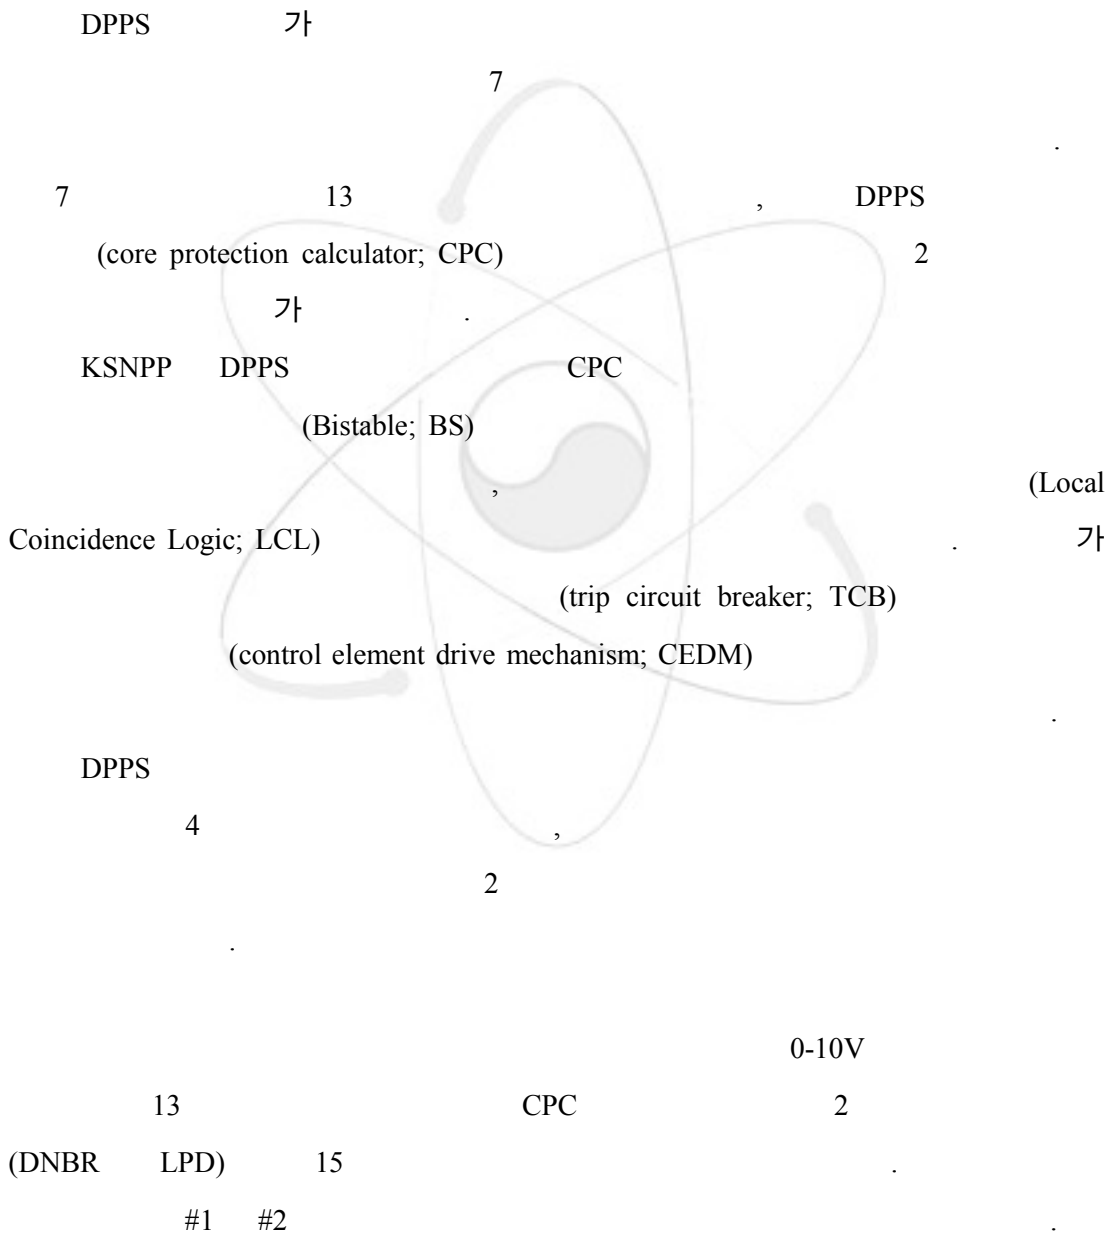 DPPS 가
7
.
7 13 , DPPS
(core protection calculator; CPC) 2
가 .
KSNPP DPPS CPC
(Bistable; BS)
, (Local
Coincidence Logic; LCL) . 가
(trip circuit breaker; TCB)
(control element drive mechanism; CEDM)
.
DPPS
4 ,
2
.
0-10V
13 CPC 2
(DNBR LPD) 15 .
#1 #2 .